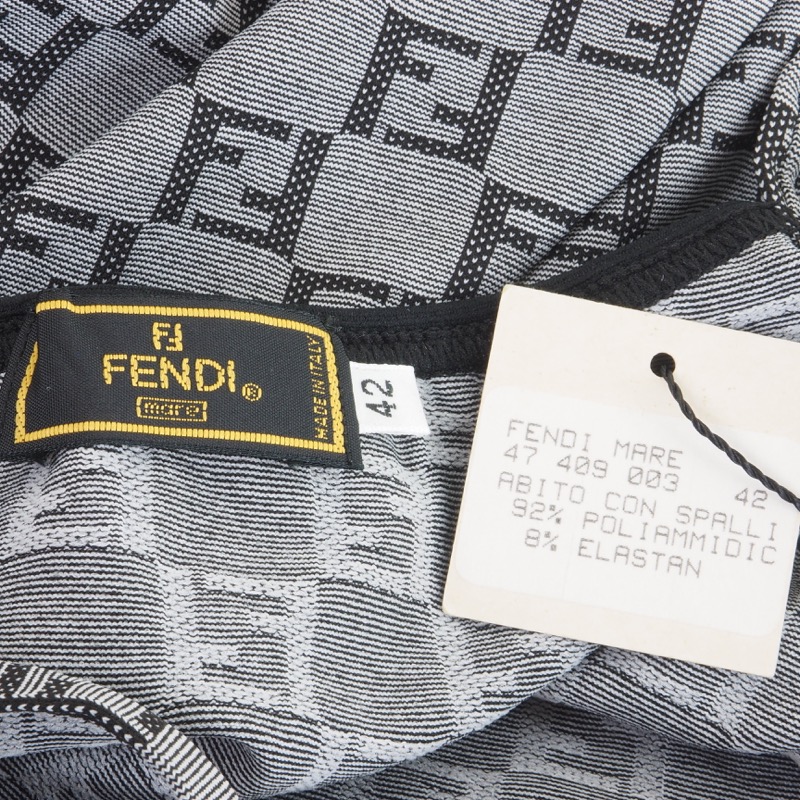 FF
FENDI®
mare
MADE IN ITALY
42
FENDI MARE
47 409 003 42
ABITO CON SPALLI
92% POLIAMMIDIC
8% ELASTAN